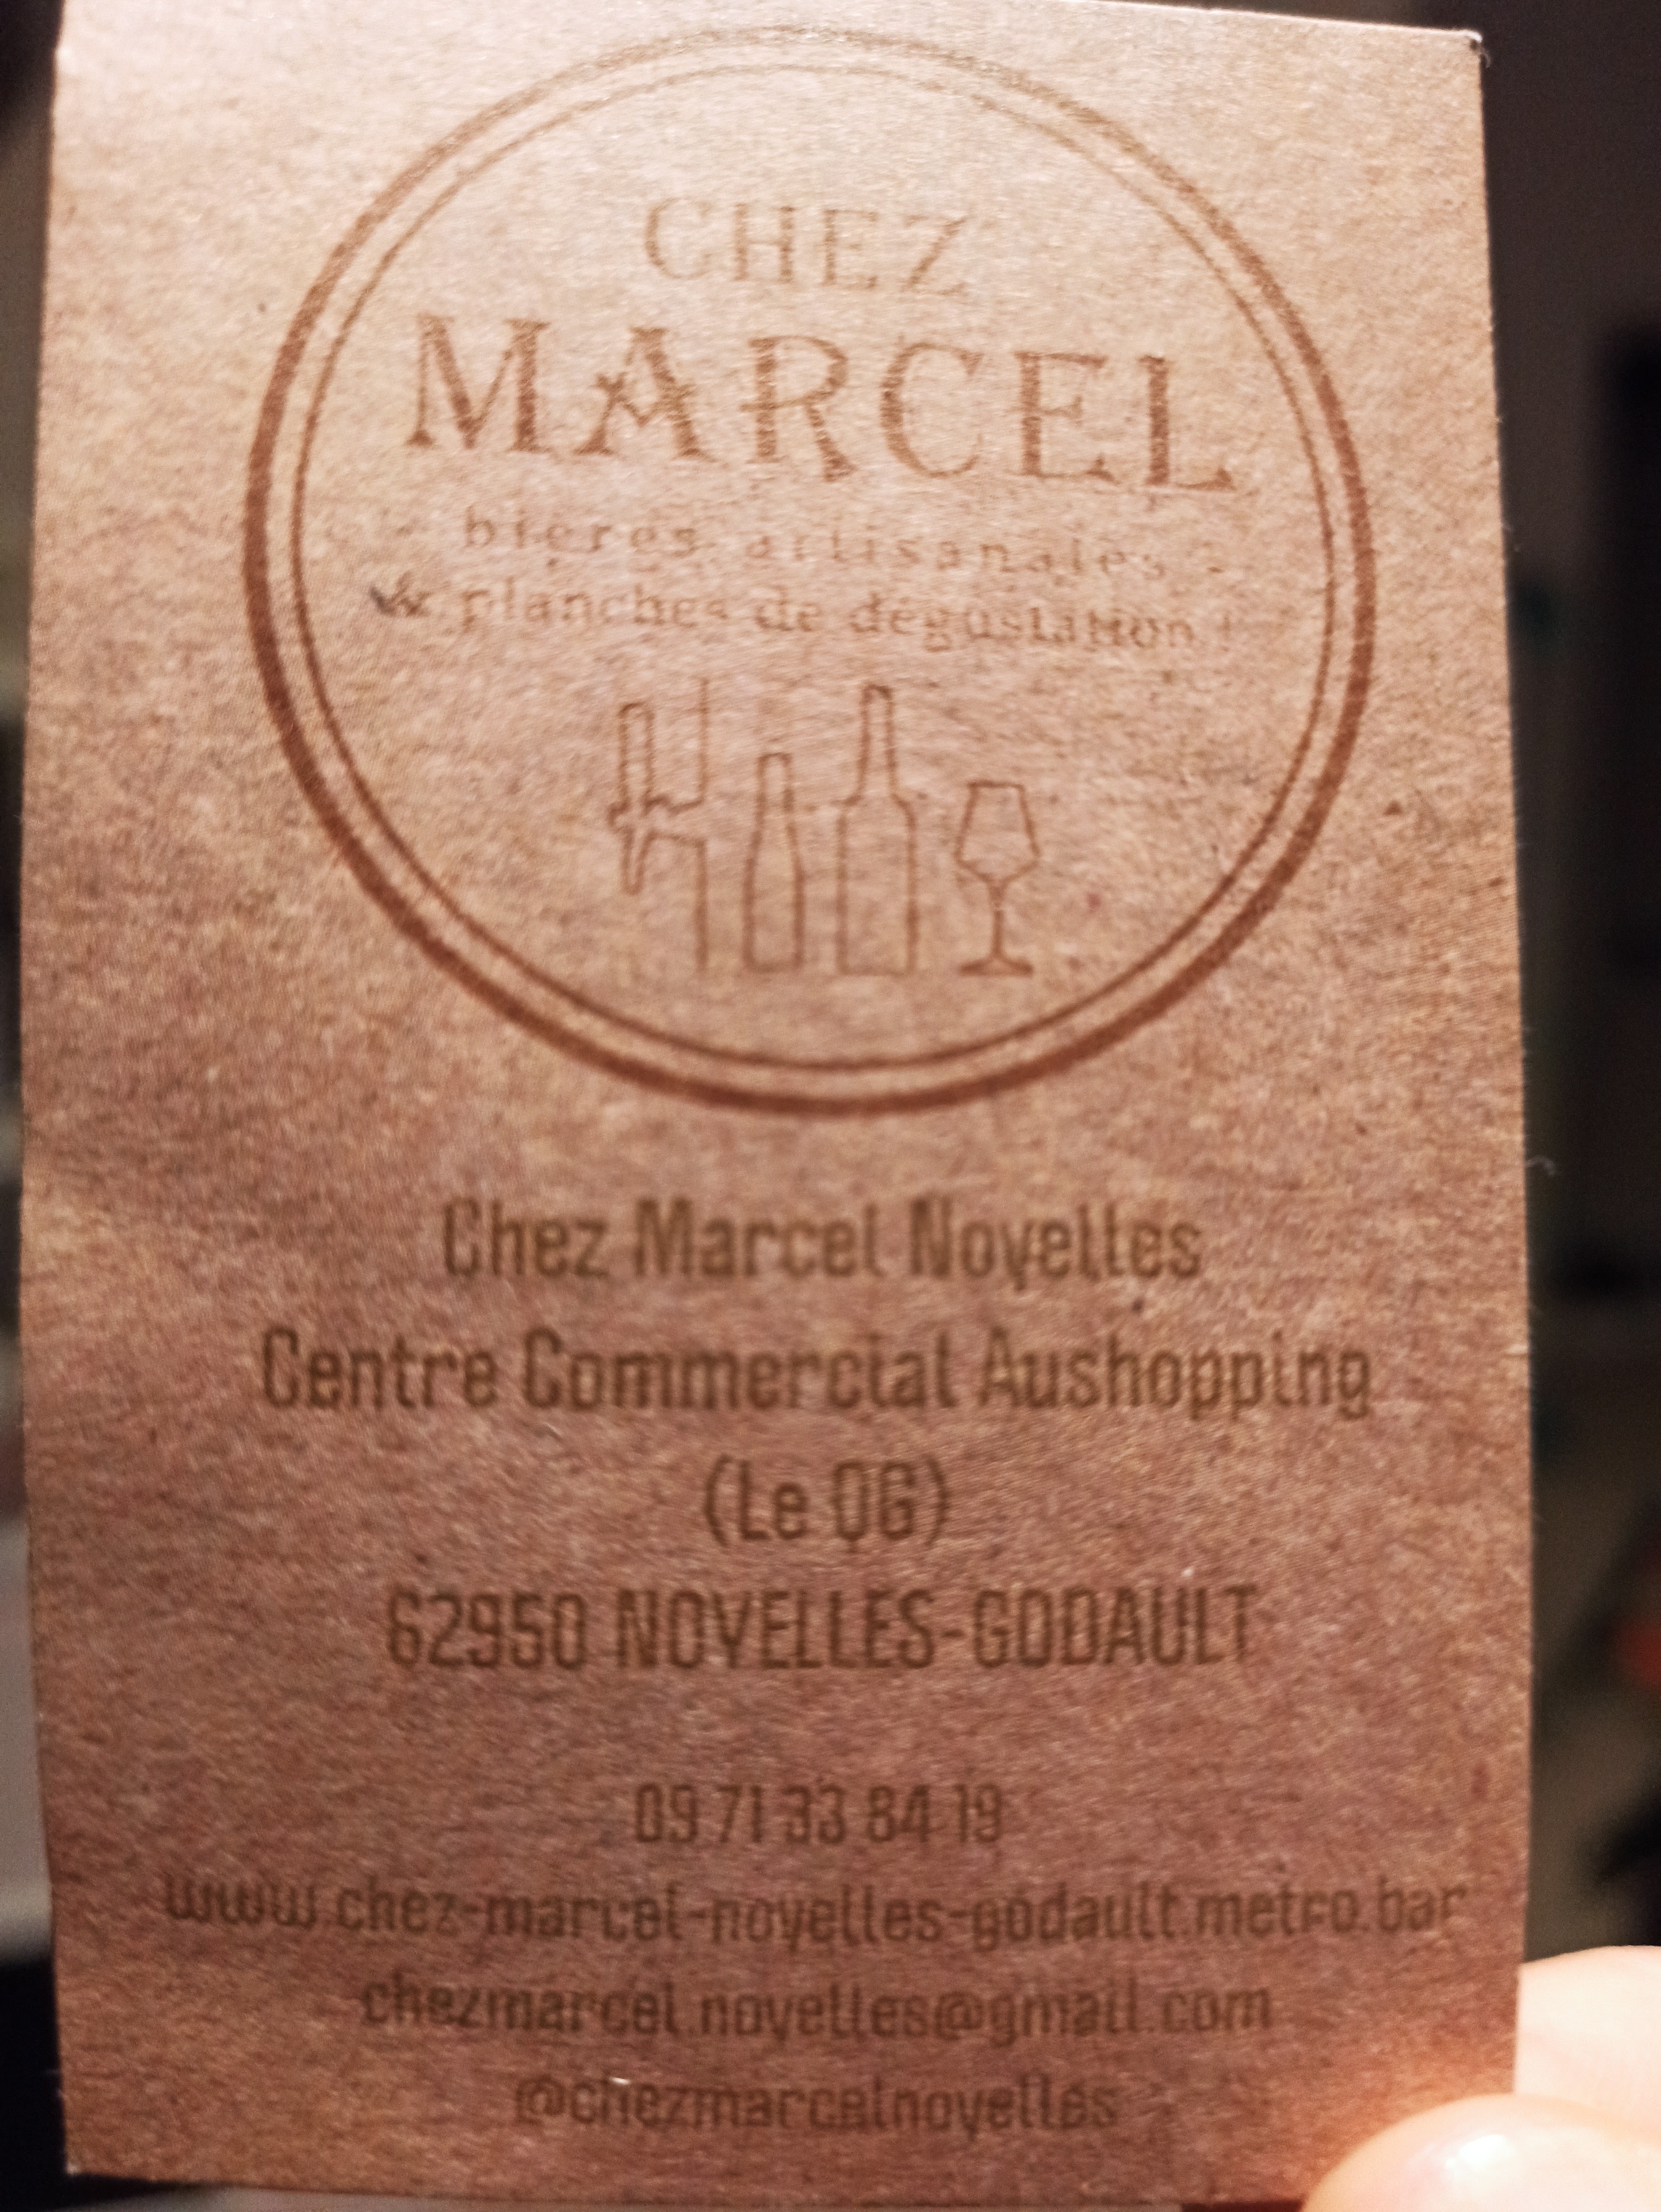 CHEZ
MARCEL
bières artisanales -
& planches de dégustation !
Chez Marcel Noyelles
Centre Commercial Aushopping
(Le QG)
62950 NOYELLES-GODAULT
09 71 33 84 19
www.chez-marcel-noyelles-godault.metro.bar
chezmarcel.noyelles@gmail.com
@chezmarcelnoyelles